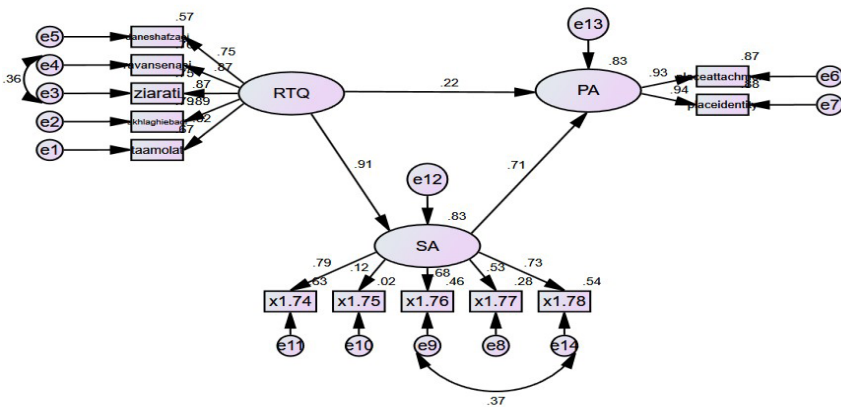 e13
.57
e5
.75
.83
.87
e4
.87
.93
e6
.36
.75
.87
RTQ
.22
PA
e3
ziarati
.94
.88
.79
.89
placeidentity
e7
e2
.82
.67
e1
taamolat
.91
e12
.71
.83
SA
.79
.12
.68
.53
.73
.63
.02
.46
.28
.54
x1.74
x1.75
x1.76
x1.77
x1.78
e11
e10
e9
e8
e14
.37